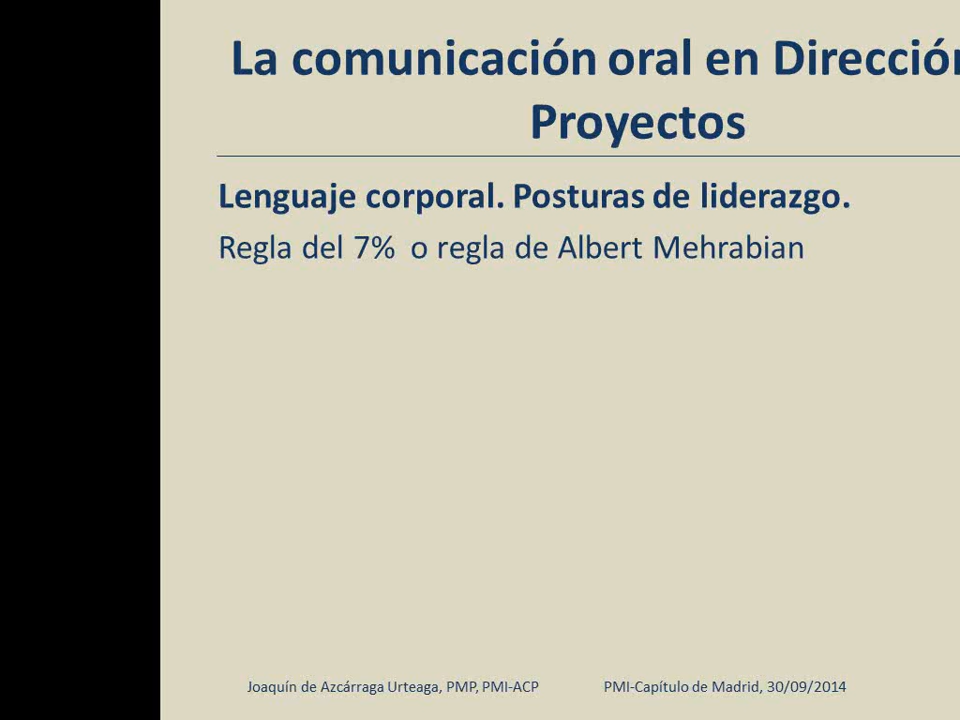 La comunicación oral en Dirección
Proyectos
Lenguaje corporal. Posturas de liderazgo.
Regla del 7% o regla de Albert Mehrabian
Joaquín de Azcárraga Urteaga, PMP, PMI-ACP PMI-Capítulo de Madrid, 30/09/2014